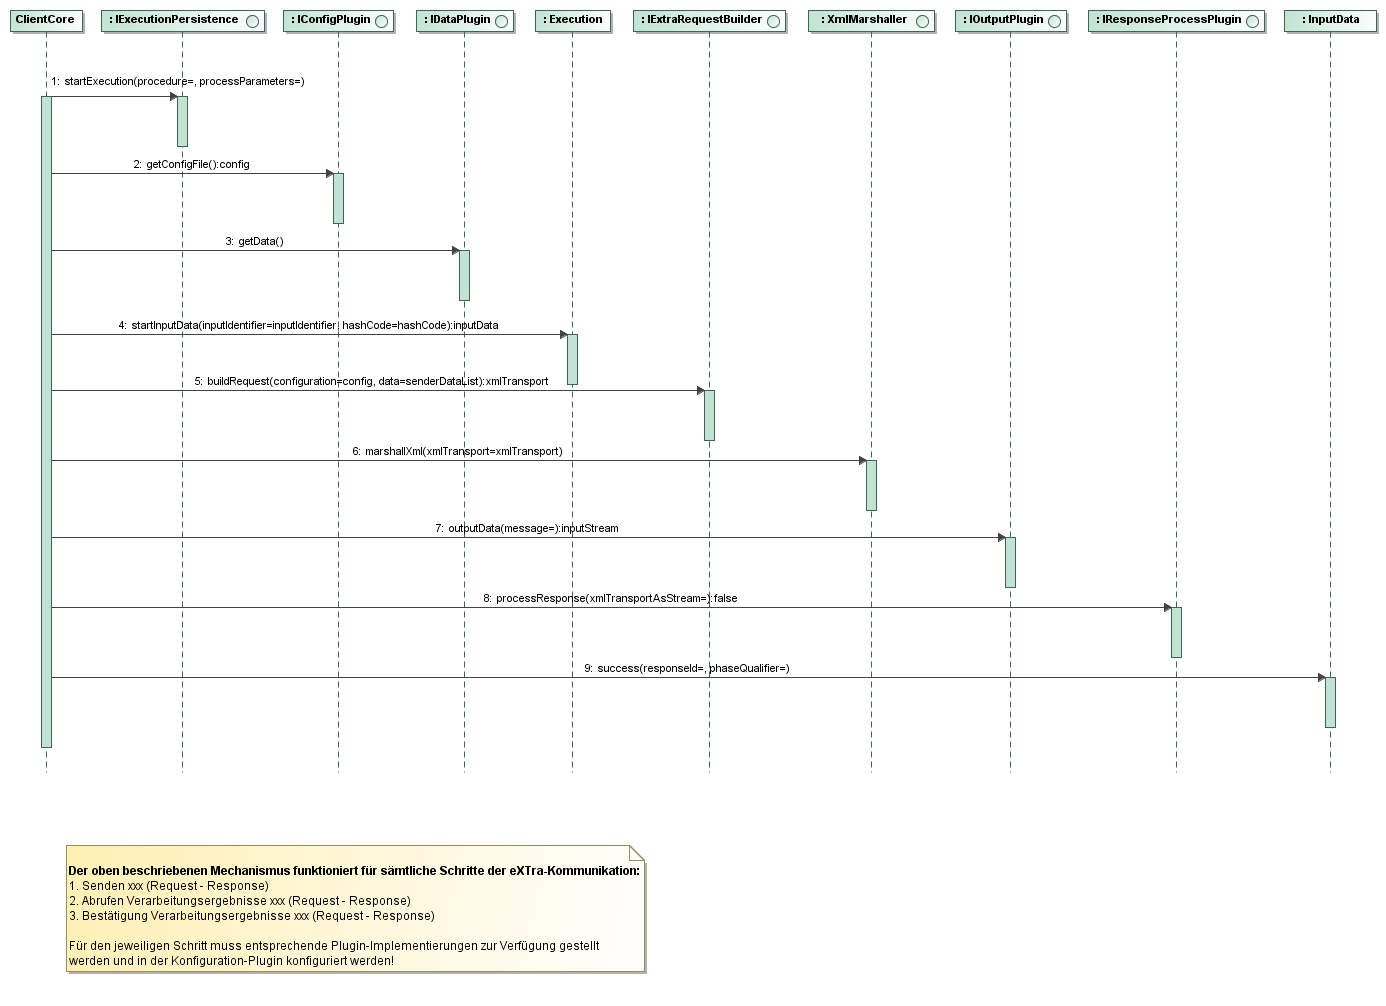 ClientCore
: IExecutionPersistence
: IConfigPlugin
: IDataPlugin
: Execution
: IExtraRequestBuilder
: XmlMarshaller
: IOutputPlugin
: IResponseProcessPlugin
: InputData
1: startExecution(procedure=, processParameters=)
2: getConfigFile():config
3: getData()
4: startInputData(inputIdentifier=inputIdentifier, hashCode=hashCode):inputData
5: buildRequest(configuration=config, data=senderDataList):xmlTransport
6: marshallXml(xmlTransport=xmlTransport)
7: outputData(message=):inputStream
8: processResponse(xmlTransportAsStream=):false
9: success(responseId=, phaseQualifier=)
Der oben beschriebenen Mechanismus funktioniert für sämtliche Schritte der eXTra-Kommunikation:
1. Senden xxx (Request - Response)
2. Abrufen Verarbeitungsergebnisse xxx (Request - Response)
3. Bestätigung Verarbeitungsergebnisse xxx (Request - Response)
Für den jeweiligen Schritt muss entsprechende Plugin-Implementierungen zur Verfügung gestellt
werden und in der Konfiguration-Plugin konfiguriert werden!